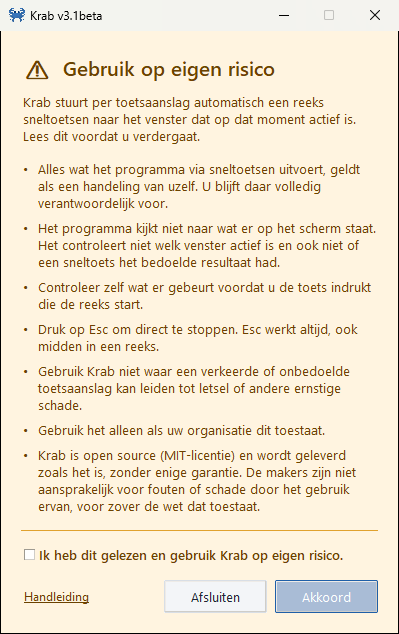 Krab v3.1beta
Gebruik op eigen risico
Krab stuurt per toetsaanslag automatisch een reeks
sneltoetsen naar het venster dat op dat moment actief is.
Lees dit voordat u verdergaat.
• Alles wat het programma via sneltoetsen uitvoert, geldt
als een handeling van uzelf. U blijft daar volledig
verantwoordelijk voor.
• Het programma kijkt niet naar wat er op het scherm staat.
Het controleert niet welk venster actief is en ook niet of
een sneltoets het bedoelde resultaat had.
• Controleer zelf wat er gebeurt voordat u de toets indrukt
die de reeks start.
• Druk op Esc om direct te stoppen. Esc werkt altijd, ook
midden in een reeks.
• Gebruik Krab niet waar een verkeerde of onbedoelde
toetsaanslag kan leiden tot letsel of andere ernstige
schade.
• Gebruik het alleen als uw organisatie dit toestaat.
• Krab is open source (MIT-licentie) en wordt geleverd
zoals het is, zonder enige garantie. De makers zijn niet
aansprakelijk voor fouten of schade door het gebruik
ervan, voor zover de wet dat toestaat.
Ik heb dit gelezen en gebruik Krab op eigen risico.
Handleiding
Afsluiten
Akkoord